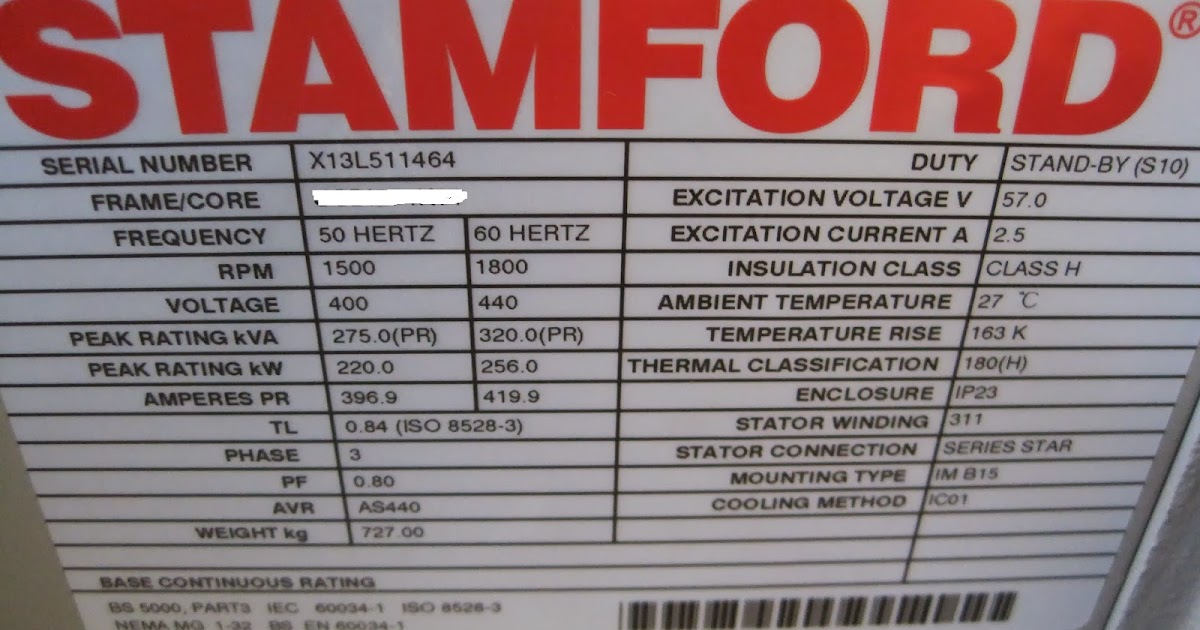 STAMFORD®
SERIAL NUMBER X13L511464 DUTY STAND-BY (S10)
FRAME/CORE EXCITATION VOLTAGE V 57.0
FREQUENCY 50 HERTZ 60 HERTZ EXCITATION CURRENT A 2.5
RPM 1500 1800 INSULATION CLASS CLASS H
VOLTAGE 400 440 AMBIENT TEMPERATURE 27 ℃
PEAK RATING kVA 275.0(PR) 320.0(PR) TEMPERATURE RISE 163 K
PEAK RATING kW 220.0 256.0 THERMAL CLASSIFICATION 180(H)
AMPERES PR 396.9 419.9 ENCLOSURE IP23
TL 0.84 (ISO 8528-3) STATOR WINDING 311
PHASE 3 STATOR CONNECTION SERIES STAR
PF 0.80 MOUNTING TYPE IM B15
AVR AS440 COOLING METHOD IC01
WEIGHT kg 727.00
BASE CONTINUOUS RATING
BS 5000, PART3 IEC 60034-1 ISO 8528-3
NEMA MG 1-32 BS EN 60034-1